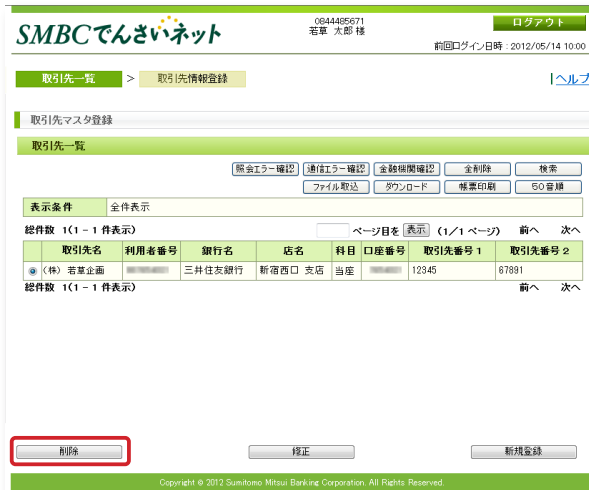 SMBCでんさいネット
0844485671
若草 太郎 様
ログアウト
前回ログイン日時 : 2012/05/14 10:00
取引先一覧 > 取引先情報登録
ヘルプ
取引先マスタ登録
取引先一覧
照会エラー確認 通信エラー確認 金融機関確認 全削除 検索
ファイル取込 ダウンロード 帳票印刷 50音順
表示条件 全件表示
総件数 1(1 - 1 件表示) ページ目を 表示 (1/1 ページ) 前へ 次へ
取引先名 利用者番号 銀行名 店名 科目 口座番号 取引先番号1 取引先番号2
(株) 若草企画 三井住友銀行 新宿西口 支店 当座 12345 67891
総件数 1(1 - 1 件表示) 前へ 次へ
削除 修正 新規登録
Copyright © 2012 Sumitomo Mitsui Banking Corporation. All Rights Reserved.